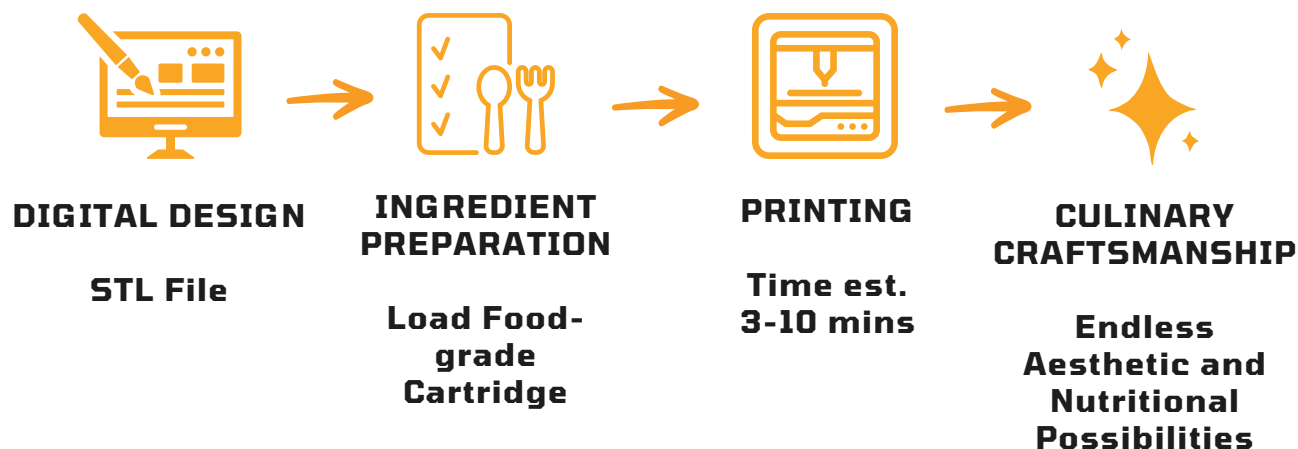 DIGITAL DESIGN
STL File
INGREDIENT
PREPARATION
Load Food-
grade
Cartridge
PRINTING
Time est.
3-10 mins
CULINARY
CRAFTSMANSHIP
Endless
Aesthetic and
Nutritional
Possibilities